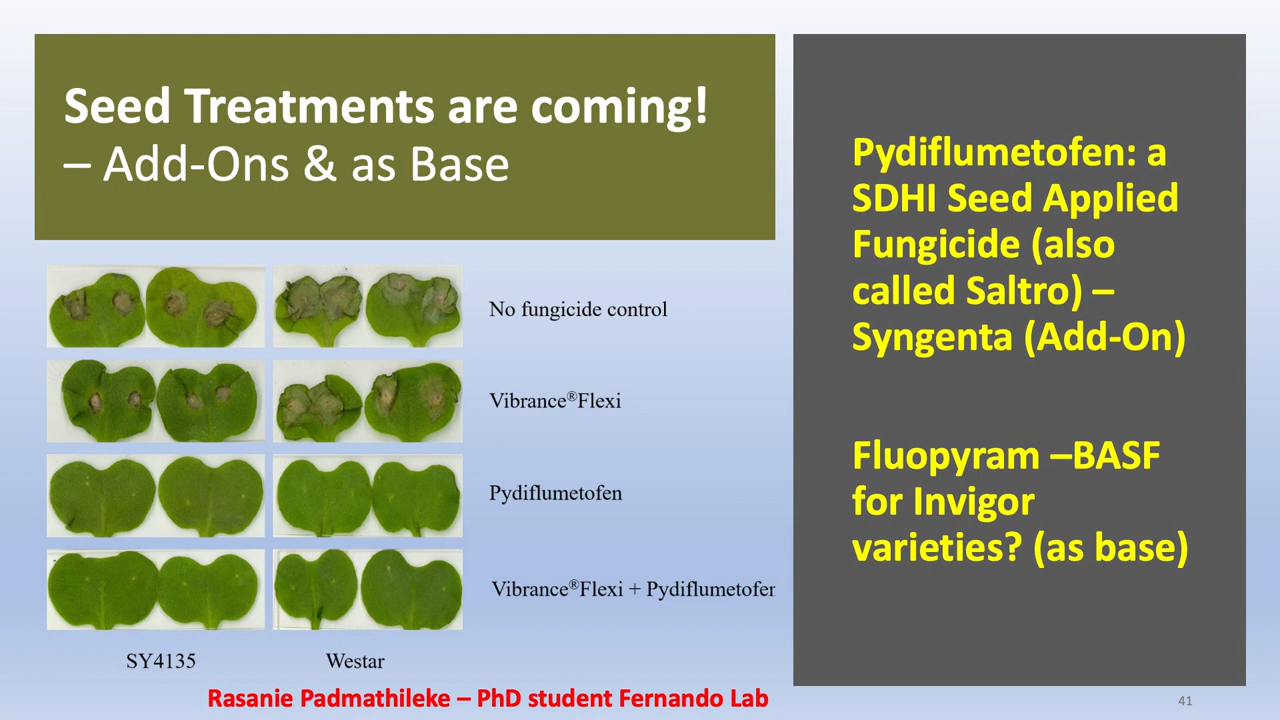 Seed Treatments are coming!
– Add-Ons & as Base
No fungicide control
Vibrance®Flexi
Pydiflumetofen
Vibrance®Flexi + Pydiflumetofer
SY4135
Westar
Rasanie Padmathileke – PhD student Fernando Lab
Pydiflumetofen: a
SDHI Seed Applied
Fungicide (also
called Saltro) –
Syngenta (Add-On)
Fluopyram –BASF
for Invigor
varieties? (as base)
41